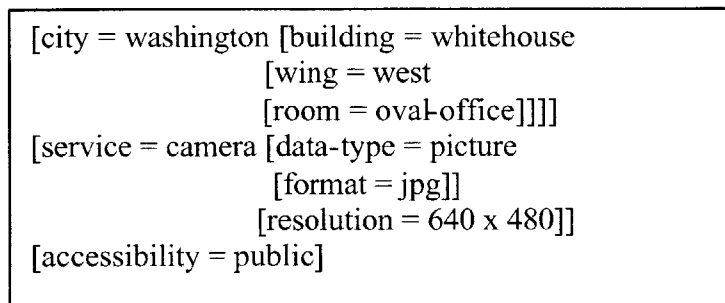 [city = washington [building = whitehouse
[wing = west
[room = oval-office]]]]
[service = camera [data-type = picture
[format = jpg]]
[resolution = 640 x 480]]
[accessibility = public]